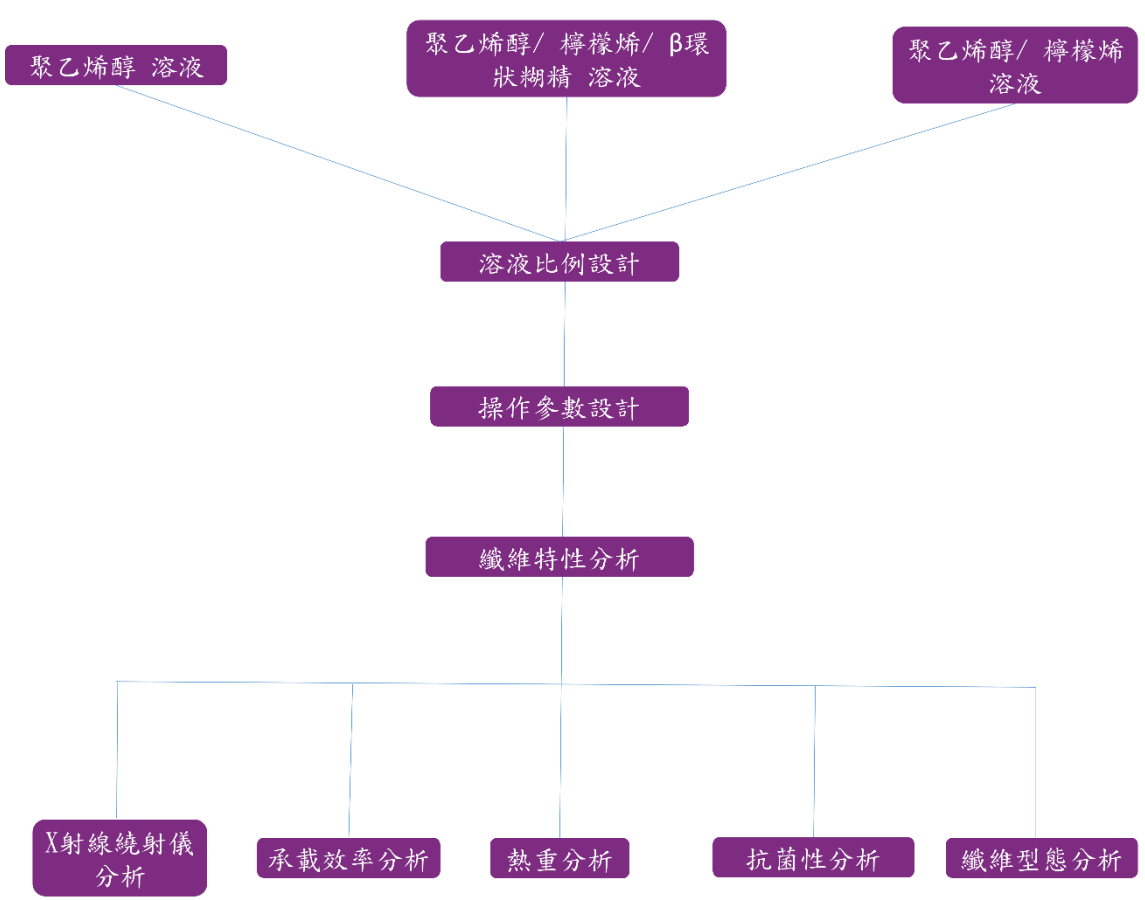 聚乙烯醇 溶液
聚乙烯醇/ 檸檬烯/ β環
狀糊精 溶液
聚乙烯醇/ 檸檬烯
溶液
溶液比例設計
操作參數設計
纖維特性分析
X射線繞射儀
分析
承載效率分析
熱重分析
抗菌性分析
纖維型態分析